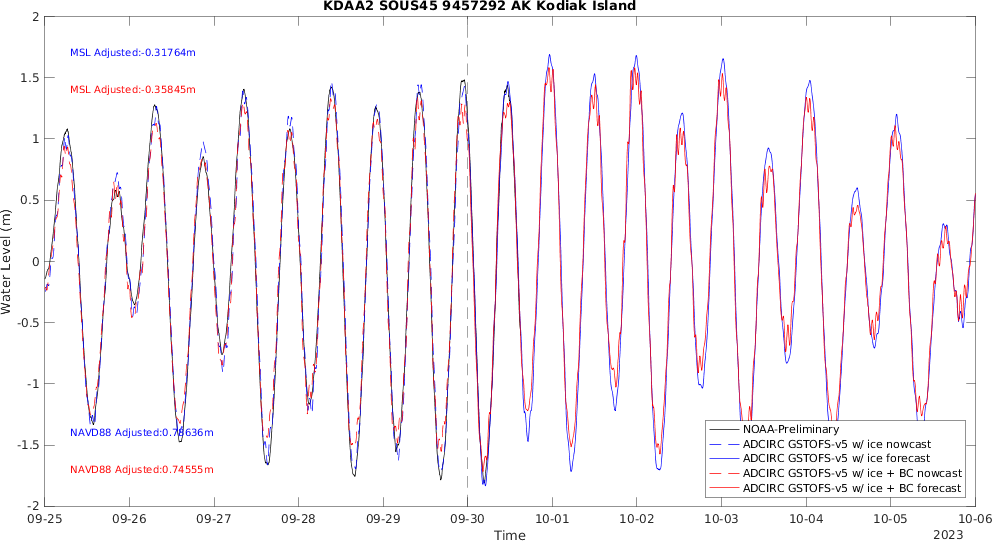 KDAA2 SOUS45 9457292 AK Kodiak Island
2
1.5
1
0.5
0
-0.5
-1
-1.5
-2
Water Level (m)
MSL Adjusted:-0.31764m
MSL Adjusted:-0.35845m
NAVD88 Adjusted:0.78636m
NAVD88 Adjusted:0.74555m
NOAA-Preliminary
ADCIRC GSTOFS-v5 w/ ice nowcast
ADCIRC GSTOFS-v5 w/ ice forecast
ADCIRC GSTOFS-v5 w/ ice + BC nowcast
ADCIRC GSTOFS-v5 w/ ice + BC forecast
09-25 09-26 09-27 09-28 09-29 09-30 10-01 10-02 10-03 10-04 10-05 10-06
Time
2023